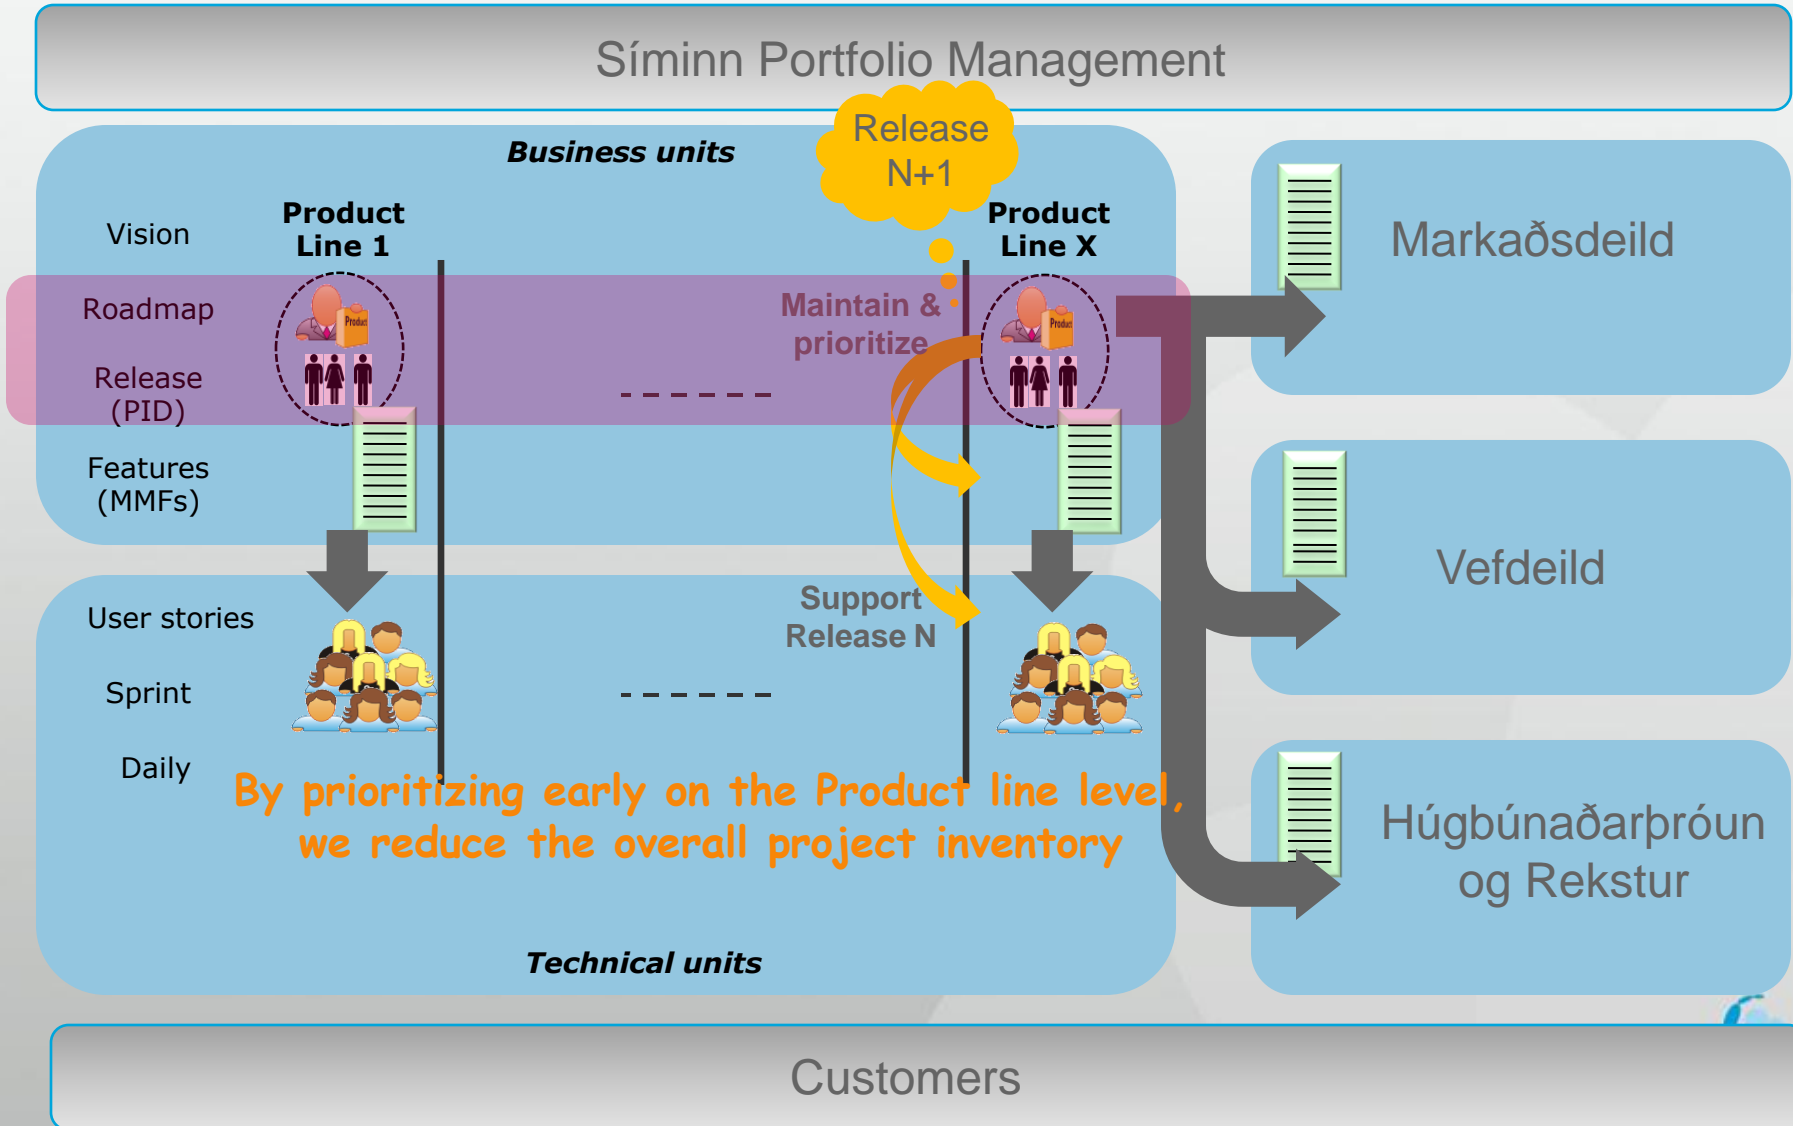 Síminn Portfolio Management
Business units
Release
N+1
Vision
Product
Line 1
Product
Line X
Roadmap
Release
(PID)
Product
Maintain &
prioritize
Product
Features
(MMFs)
User stories
Sprint
Daily
Support
Release N
By prioritizing early on the Product line level,
we reduce the overall project inventory
Technical units
Markaðsdeild
Vefdeild
Húgbúnaðarþróun
og Rekstur
Customers